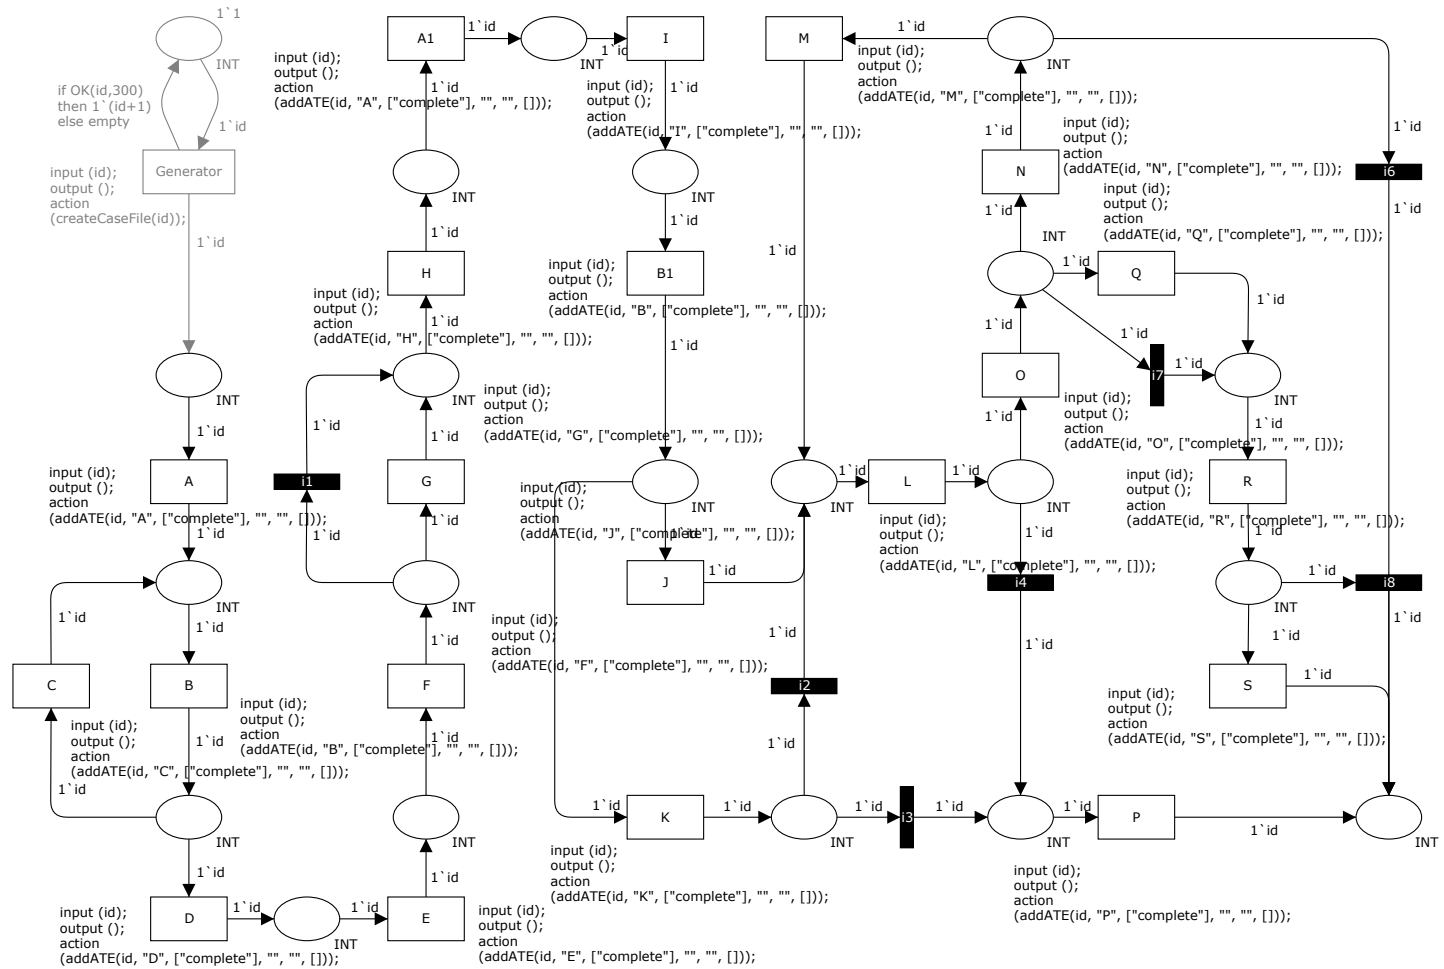 1`1
INT
if OK(id,300)
then 1`(id+1)
else empty
1`id
Generator
input (id);
output ();
action
(createCaseFile(id));
1`id
INT
1`id
A
input (id);
output ();
action
(addATE(id, "A", ["complete"], "", "", []));
1`id
INT
1`id
1`id
C
B
input (id);
output ();
action
(addATE(id, "C", ["complete"], "", "", []));
input (id);
output ();
action
(addATE(id, "B", ["complete"], "", "", []));
1`id
1`id
INT
1`id
D
input (id);
output ();
action
(addATE(id, "D", ["complete"], "", "", []));
1`id
INT
1`id
E
input (id);
output ();
action
(addATE(id, "E", ["complete"], "", "", []));
1`id
INT
1`id
F
input (id);
output ();
action
(addATE(id, "F", ["complete"], "", "", []));
1`id
INT
1`id
i1
1`id
1`id
G
input (id);
output ();
action
(addATE(id, "G", ["complete"], "", "", []));
1`id
INT
1`id
H
input (id);
output ();
action
(addATE(id, "H", ["complete"], "", "", []));
1`id
INT
1`id
A1
input (id);
output ();
action
(addATE(id, "A", ["complete"], "", "", []));
1`id
INT
1`id
I
input (id);
output ();
action
(addATE(id, "I", ["complete"], "", "", []));
1`id
INT
1`id
B1
input (id);
output ();
action
(addATE(id, "B", ["complete"], "", "", []));
1`id
INT
1`id
J
input (id);
output ();
action
(addATE(id, "J", ["complete"], "", "", []));
1`id
1`id
K
input (id);
output ();
action
(addATE(id, "K", ["complete"], "", "", []));
1`id
INT
1`id
i2
1`id
1`id
i3
1`id
M
input (id);
output ();
action
(addATE(id, "M", ["complete"], "", "", []));
1`id
1`id
INT
1`id
L
input (id);
output ();
action
(addATE(id, "L", ["complete"], "", "", []));
1`id
INT
1`id
i4
1`id
1`id
O
input (id);
output ();
action
(addATE(id, "O", ["complete"], "", "", []));
1`id
INT
1`id
N
input (id);
output ();
action
(addATE(id, "N", ["complete"], "", "", []));
1`id
INT
1`id
i6
1`id
1`id
Q
input (id);
output ();
action
(addATE(id, "Q", ["complete"], "", "", []));
1`id
1`id
i7
1`id
INT
1`id
R
input (id);
output ();
action
(addATE(id, "R", ["complete"], "", "", []));
1`id
INT
1`id
i8
1`id
1`id
S
input (id);
output ();
action
(addATE(id, "S", ["complete"], "", "", []));
1`id
INT
1`id
P
input (id);
output ();
action
(addATE(id, "P", ["complete"], "", "", []));
1`id
INT